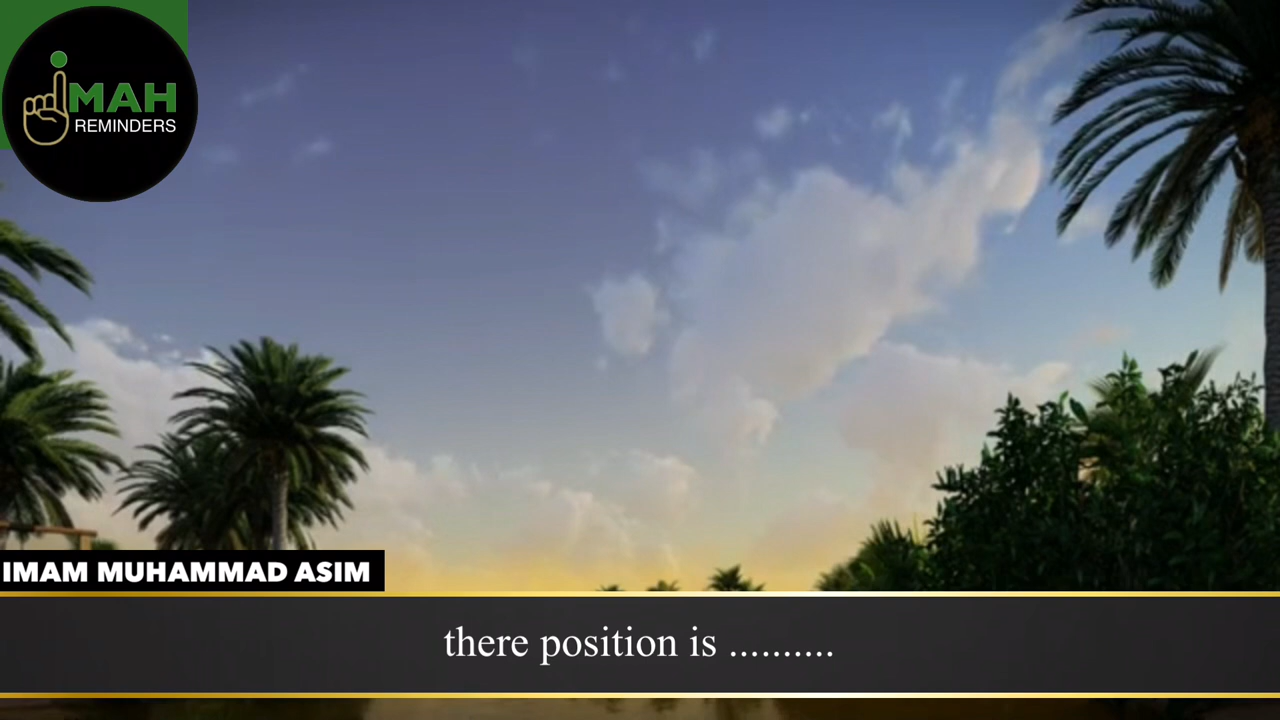 iMAH
REMINDERS
IMAM MUHAMMAD ASIM
there position is ..........